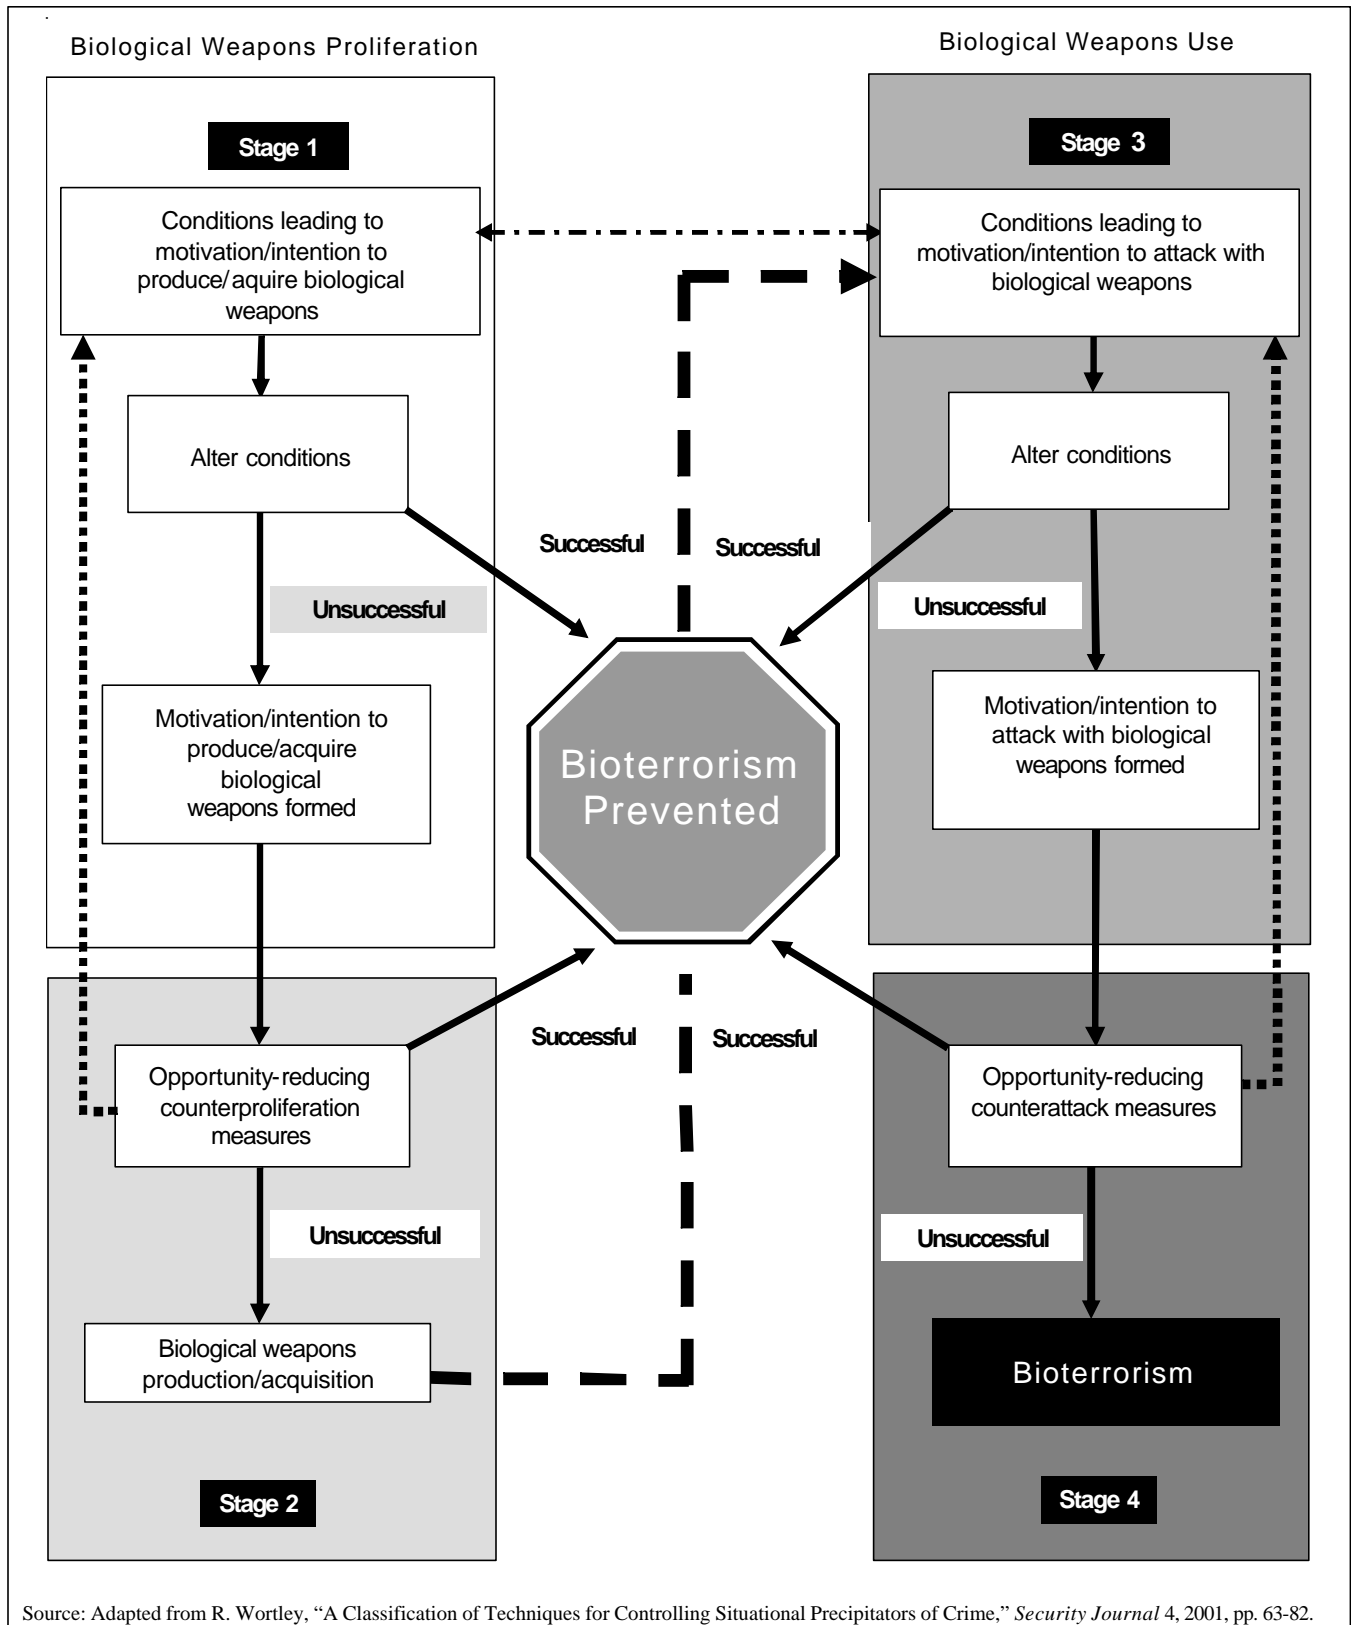 Biological Weapons Proliferation
Stage 1
Conditions leading to
motivation/intention to
produce/aquire biological
weapons
Alter conditions
Successful
Unsuccessful
Motivation/intention to
produce/acquire
biological
weapons formed
Biological Weapons Use
Stage 3
Conditions leading to
motivation/intention to attack with
biological weapons
Alter conditions
Successful
Unsuccessful
Motivation/intention to
attack with biological
weapons formed
Bioterrorism
Prevented
Opportunity-reducing
counterproliferation
measures
Successful
Unsuccessful
Biological weapons
production/acquisition
Stage 2
Successful
Opportunity-reducing
counterattack measures
Unsuccessful
Bioterrorism
Stage 4
Source: Adapted from R. Wortley, “A Classification of Techniques for Controlling Situational Precipitators of Crime,” Security Journal 4, 2001, pp. 63-82.